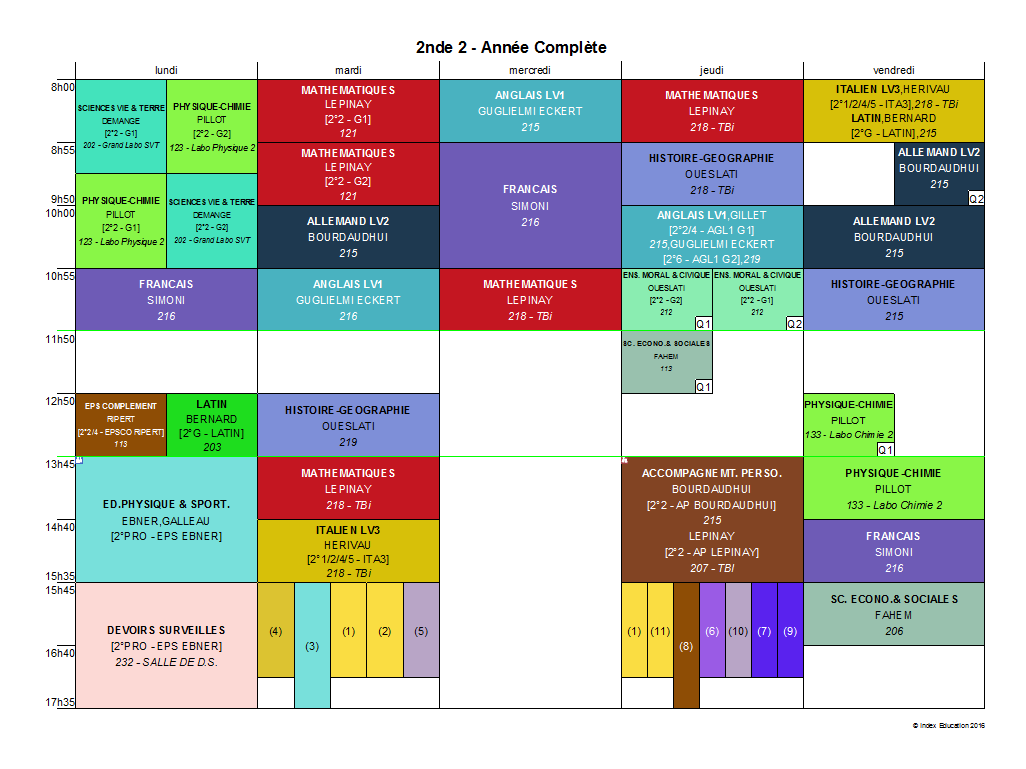 2nde 2 - Année Complète
lundi
mardi
mercredi
jeudi
vendredi
8h00
8h55
9h50
10h00
10h55
11h50
12h50
13h45
14h40
15h35
15h45
16h40
17h35
SCIENCES VIE & TERRE
DEMANGE
[2°2 - G1]
202 - Grand Labo SVT
PHYSIQUE-CHIMIE
PILLOT
[2°2 - G2]
123 - Labo Physique 2
PHYSIQUE-CHIMIE
PILLOT
[2°2 - G1]
123 - Labo Physique 2
SCIENCES VIE & TERRE
DEMANGE
[2°2 - G2]
202 - Grand Labo SVT
FRANCAIS
SIMONI
216
EPS COMPLEMENT
RIPERT
[2°2/4 - EPSCO RIPERT]
113
LATIN
BERNARD
[2°G - LATIN]
203
ED.PHYSIQUE & SPORT.
EBNER,GALLEAU
[2°PRO - EPS EBNER]
DEVOIRS SURVEILLES
[2°PRO - EPS EBNER]
232 - SALLE DE D.S.
MATHEMATIQUES
LEPINAY
[2°2 - G1]
121
MATHEMATIQUES
LEPINAY
[2°2 - G2]
121
ALLEMAND LV2
BOURDAUDHUI
215
ANGLAIS LV1
GUGLIELMI ECKERT
216
HISTOIRE-GEOGRAPHIE
OUESLATI
219
MATHEMATIQUES
LEPINAY
218 - TBi
ITALIEN LV3
HERIVAU
[2°1/2/4/5 - ITA3]
218 - TBi
(4)
(3)
(1)
(2)
(5)
ANGLAIS LV1
GUGLIELMI ECKERT
215
FRANCAIS
SIMONI
216
MATHEMATIQUES
LEPINAY
218 - TBi
MATHEMATIQUES
LEPINAY
218 - TBi
HISTOIRE-GEOGRAPHIE
OUESLATI
218 - TBi
ANGLAIS LV1,GILLET
[2°2/4 - AGL1 G1]
215,GUGLIELMI ECKERT
[2°6 - AGL1 G2],219
ENS. MORAL & CIVIQUE
OUESLATI
[2°2 - G2]
212
Q1
ENS. MORAL & CIVIQUE
OUESLATI
[2°2 - G1]
212
Q2
SC. ECONO.& SOCIALES
FAHEM
113
Q1
ACCOMPAGNEMT. PERSO.
BOURDAUDHUI
[2°2 - AP BOURDAUDHUI]
215
LEPINAY
[2°2 - AP LEPINAY]
207 - TBI
(1)
(11)
(8)
(6)
(10)
(7)
(9)
ITALIEN LV3,HERIVAU
[2°1/2/4/5 - ITA3],218 - TBi
LATIN,BERNARD
[2°G - LATIN],215
ALLEMAND LV2
BOURDAUDHUI
215
Q2
ALLEMAND LV2
BOURDAUDHUI
215
HISTOIRE-GEOGRAPHIE
OUESLATI
215
PHYSIQUE-CHIMIE
PILLOT
133 - Labo Chimie 2
Q1
PHYSIQUE-CHIMIE
PILLOT
133 - Labo Chimie 2
FRANCAIS
SIMONI
216
SC. ECONO.& SOCIALES
FAHEM
206
© Index Education 2016